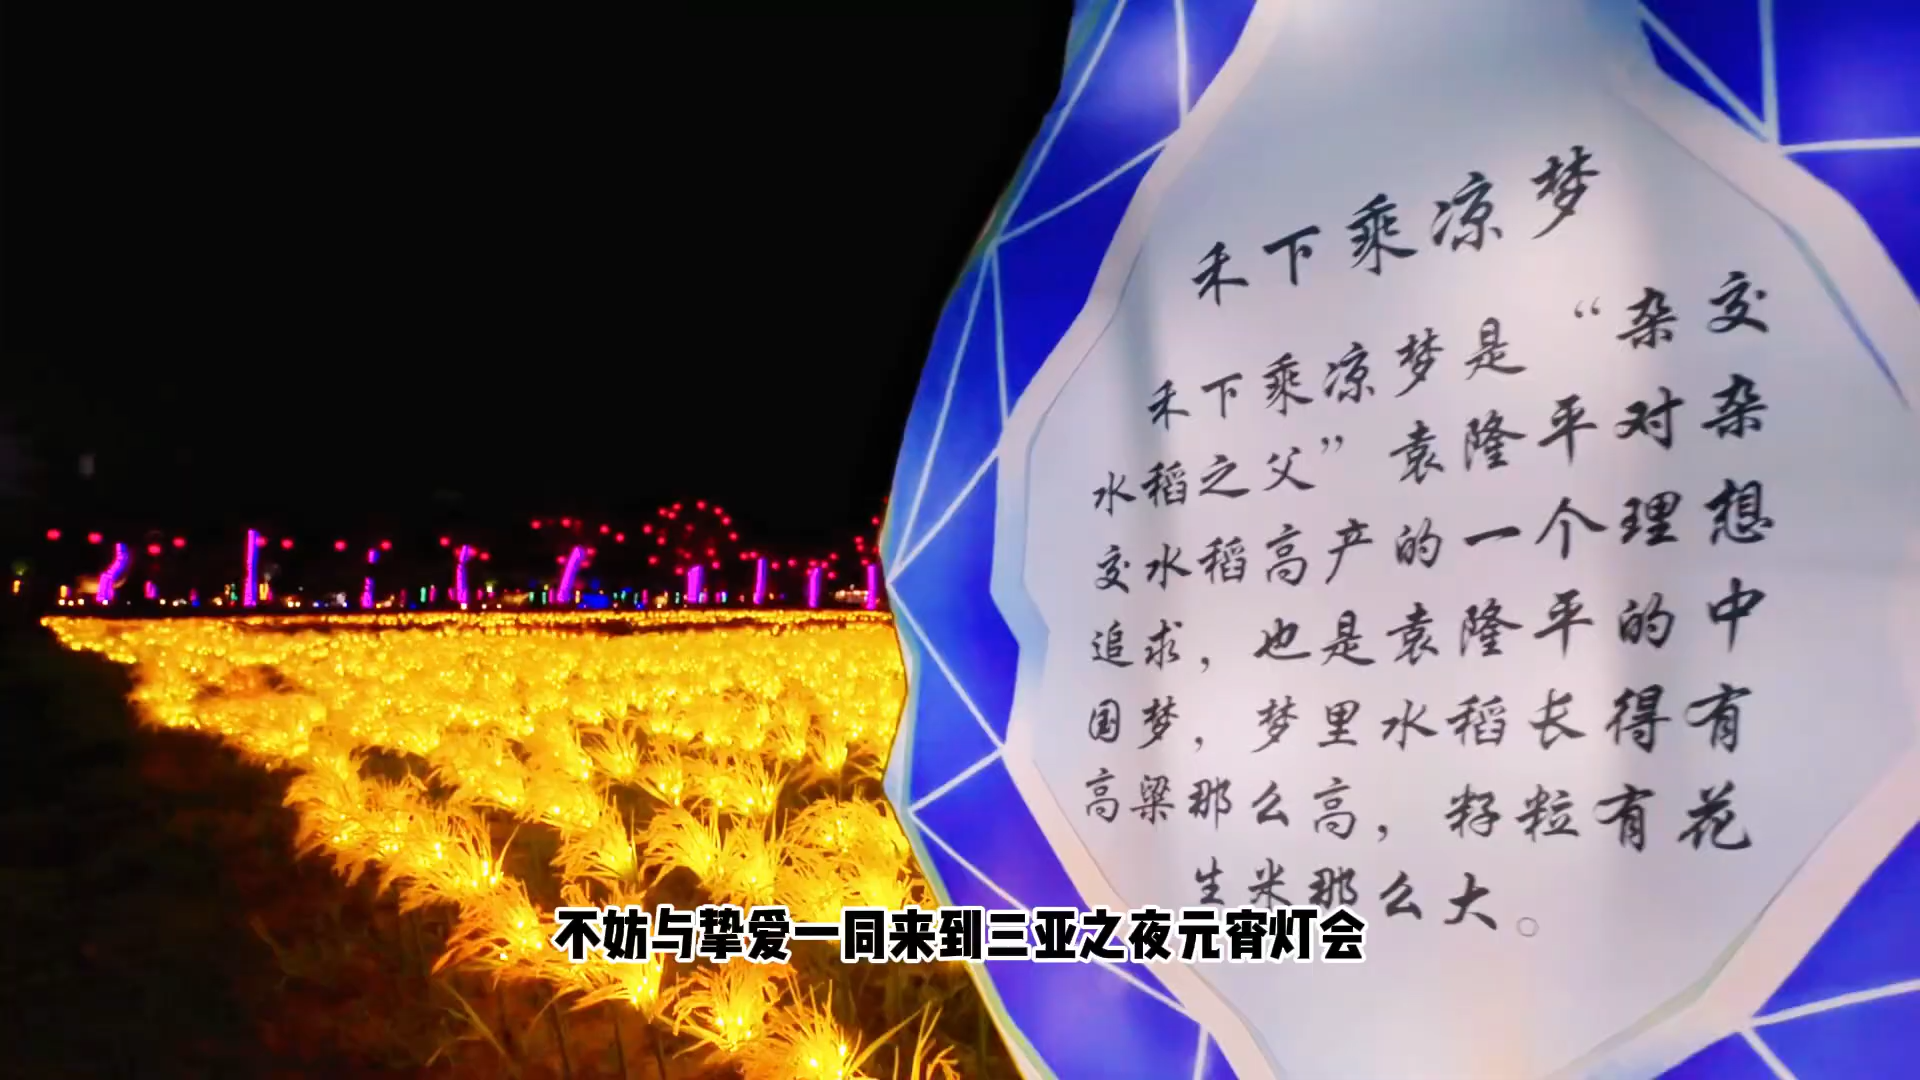 禾下乘凉梦
禾下乘凉梦是“杂交
水稻之父”袁隆平对杂
交水稻高产的一个理想
追求，也是袁隆平的中
国梦，梦里水稻长得有
高梁那么高，籽粒有花
生米那么大。
不妨与挚爱一同来到三亚之夜元宵灯会